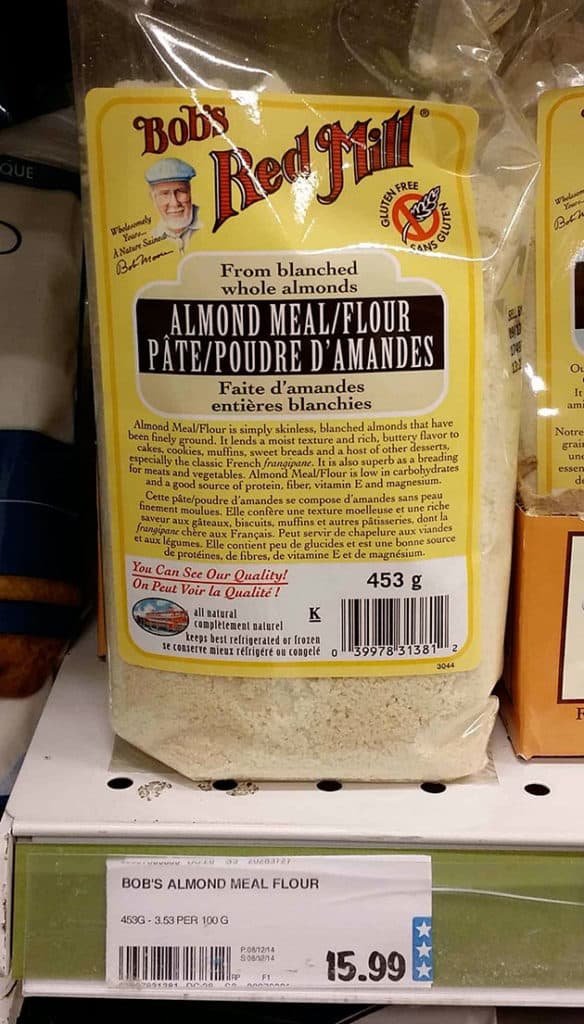 QUE
Bob's
Red Mill®
GLUTEN FREE
SANS GLUTEN
Wholesomely
Yours...
A Nature Sainement
Bob Moore
From blanched
whole almonds
ALMOND MEAL/FLOUR
PÂTE/POUDRE D'AMANDES
Faite d'amandes
entières blanchies
Almond Meal/Flour is simply skinless, blanched almonds that have
been finely ground. It lends a moist texture and rich, buttery flavor to
cakes, cookies, muffins, sweet breads and a host of other desserts,
especially the classic French frangipane. It is also superb as a breading
for meats and vegetables. Almond Meal/Flour is low in carbohydrates
and a good source of protein, fiber, vitamin E and magnesium.
Cette pâte/poudre d'amandes se compose d'amandes sans peau
finement moulues. Elle confère une texture moelleuse et une riche
saveur aux gâteaux, biscuits, muffins et autres pâtisseries, dont la
frangipane chère aux Français. Peut servir de chapelure aux viandes
et aux légumes. Elle contient peu de glucides et est une bonne source
de protéines, de fibres, de vitamine E et de magnésium.
You Can See Our Quality!
On Peut Voir la Qualité !
453 g
all natural
complètement naturel
K
keeps best refrigerated or frozen
se conserve mieux réfrigéré ou congelé
0 39978 31381 2
3044
BOB'S ALMOND MEAL FLOUR
453G - 3.53 PER 100 G
P:08/12/14
F1
15.99